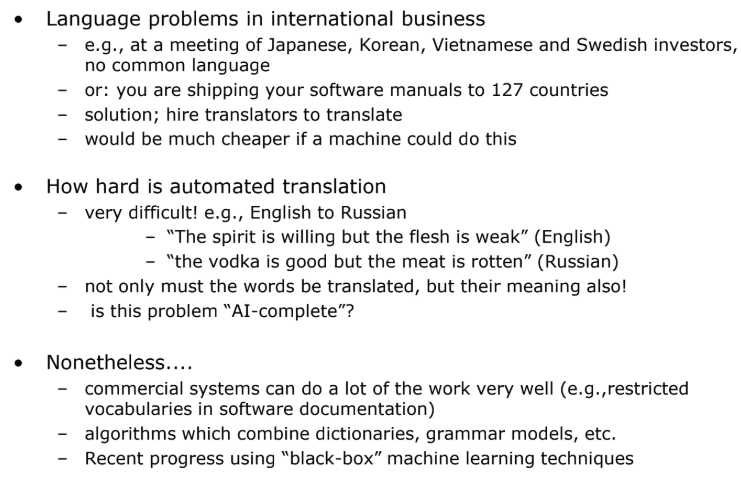 • Language problems in international business
– e.g., at a meeting of Japanese, Korean, Vietnamese and Swedish investors,
no common language
– or: you are shipping your software manuals to 127 countries
– solution; hire translators to translate
– would be much cheaper if a machine could do this
• How hard is automated translation
– very difficult! e.g., English to Russian
– “The spirit is willing but the flesh is weak” (English)
– “the vodka is good but the meat is rotten” (Russian)
– not only must the words be translated, but their meaning also!
– is this problem “AI-complete”?
• Nonetheless....
– commercial systems can do a lot of the work very well (e.g.,restricted
vocabularies in software documentation)
– algorithms which combine dictionaries, grammar models, etc.
– Recent progress using “black-box” machine learning techniques